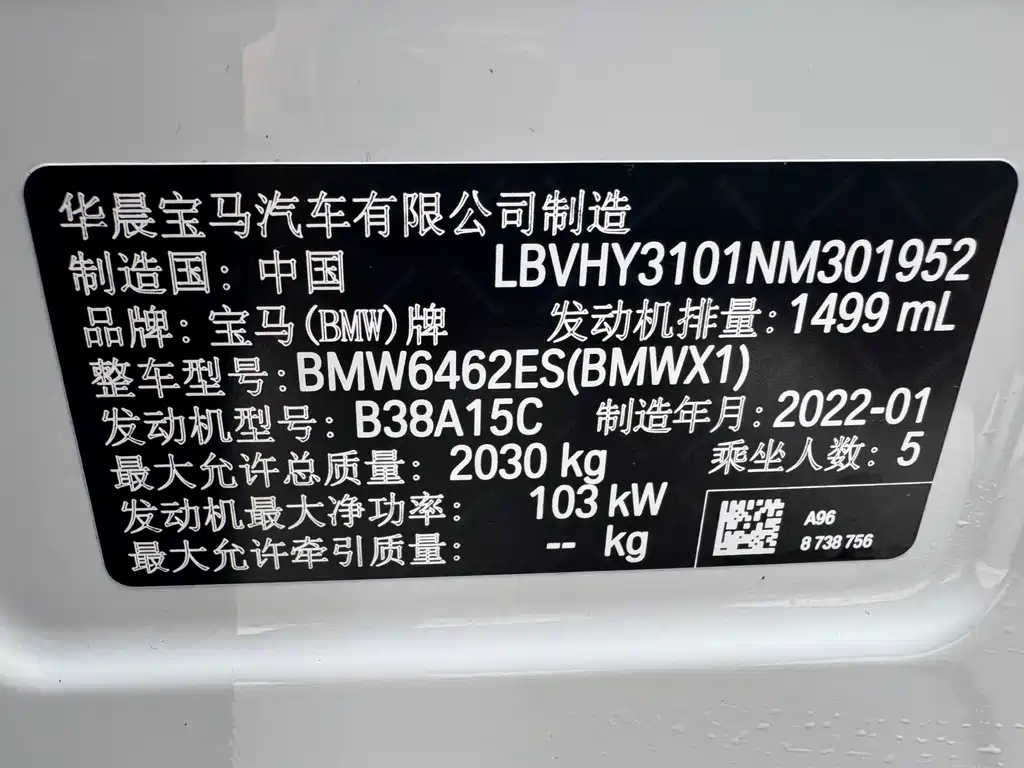 华晨宝马汽车有限公司制造
制造国：中国 LBVHY3101NM301952
品牌：宝马(BMW)牌 发动机排量：1499 mL
整车型号：BMW6462ES(BMWX1)
发动机型号：B38A15C 制造年月：2022-01
最大允许总质量：2030 kg 乘坐人数：5
发动机最大净功率：103 kW
最大允许牵引质量：-- kg
A96
8 738 756